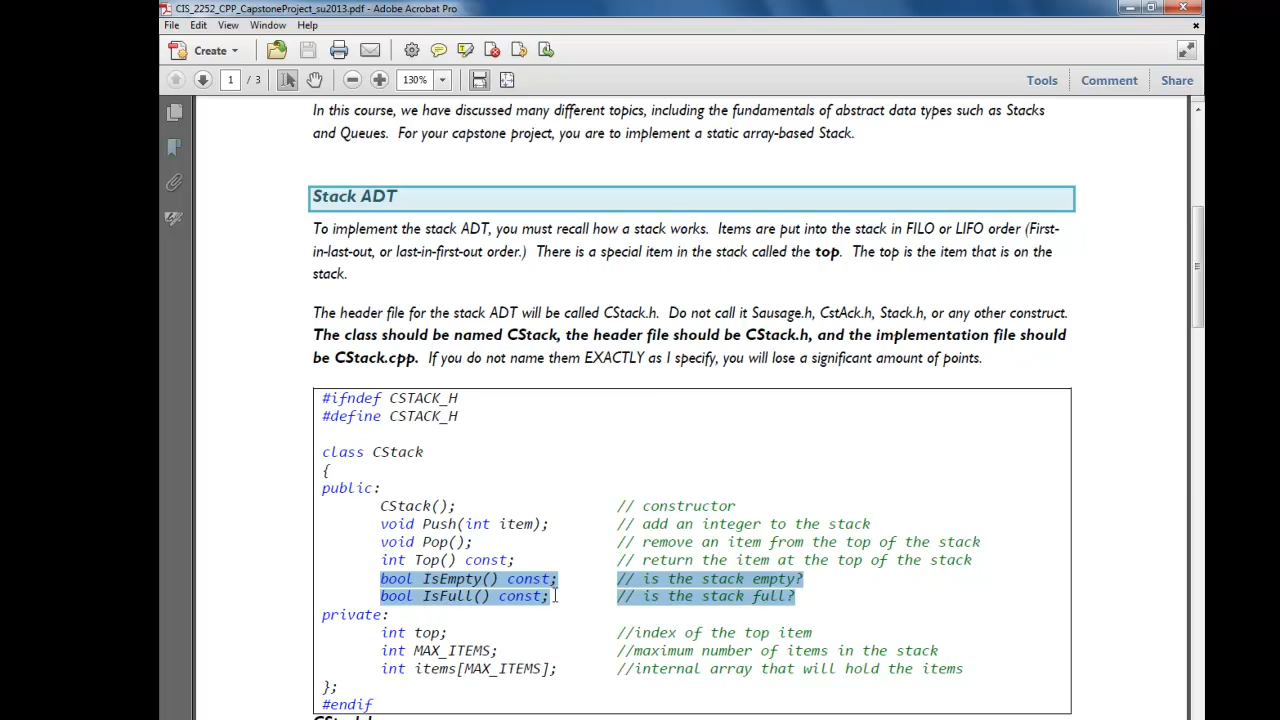 CIS_2252_CPP_CapstoneProject_su2013.pdf - Adobe Acrobat Pro
File Edit View Window Help
Create
1 / 3 130% Tools Comment Share
In this course, we have discussed many different topics, including the fundamentals of abstract data types such as Stacks
and Queues. For your capstone project, you are to implement a static array-based Stack.
Stack ADT
To implement the stack ADT, you must recall how a stack works. Items are put into the stack in FILO or LIFO order (First-
in-last-out, or last-in-first-out order.) There is a special item in the stack called the top. The top is the item that is on the
stack.
The header file for the stack ADT will be called CStack.h. Do not call it Sausage.h, CstAck.h, Stack.h, or any other construct.
The class should be named CStack, the header file should be CStack.h, and the implementation file should
be CStack.cpp. If you do not name them EXACTLY as I specify, you will lose a significant amount of points.
#ifndef CSTACK_H
#define CSTACK_H
class CStack
{
public:
CStack(); // constructor
void Push(int item); // add an integer to the stack
void Pop(); // remove an item from the top of the stack
int Top() const; // return the item at the top of the stack
bool IsEmpty() const; // is the stack empty?
bool IsFull() const; // is the stack full?
private:
int top; //index of the top item
int MAX_ITEMS; //maximum number of items in the stack
int items[MAX_ITEMS]; //internal array that will hold the items
};
#endif
CStack.h